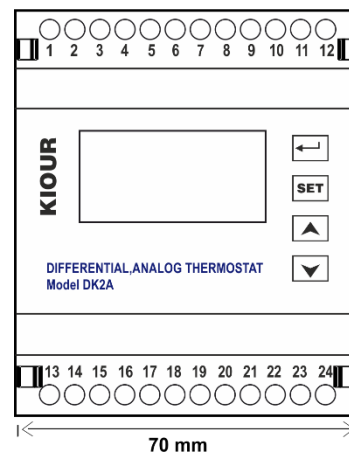 1 2 3 4 5 6 7 8 9 10 11 12
KIOUR
SET
DIFFERENTIAL,ANALOG THERMOSTAT
Model DK2A
13 14 15 16 17 18 19 20 21 22 23 24
70 mm